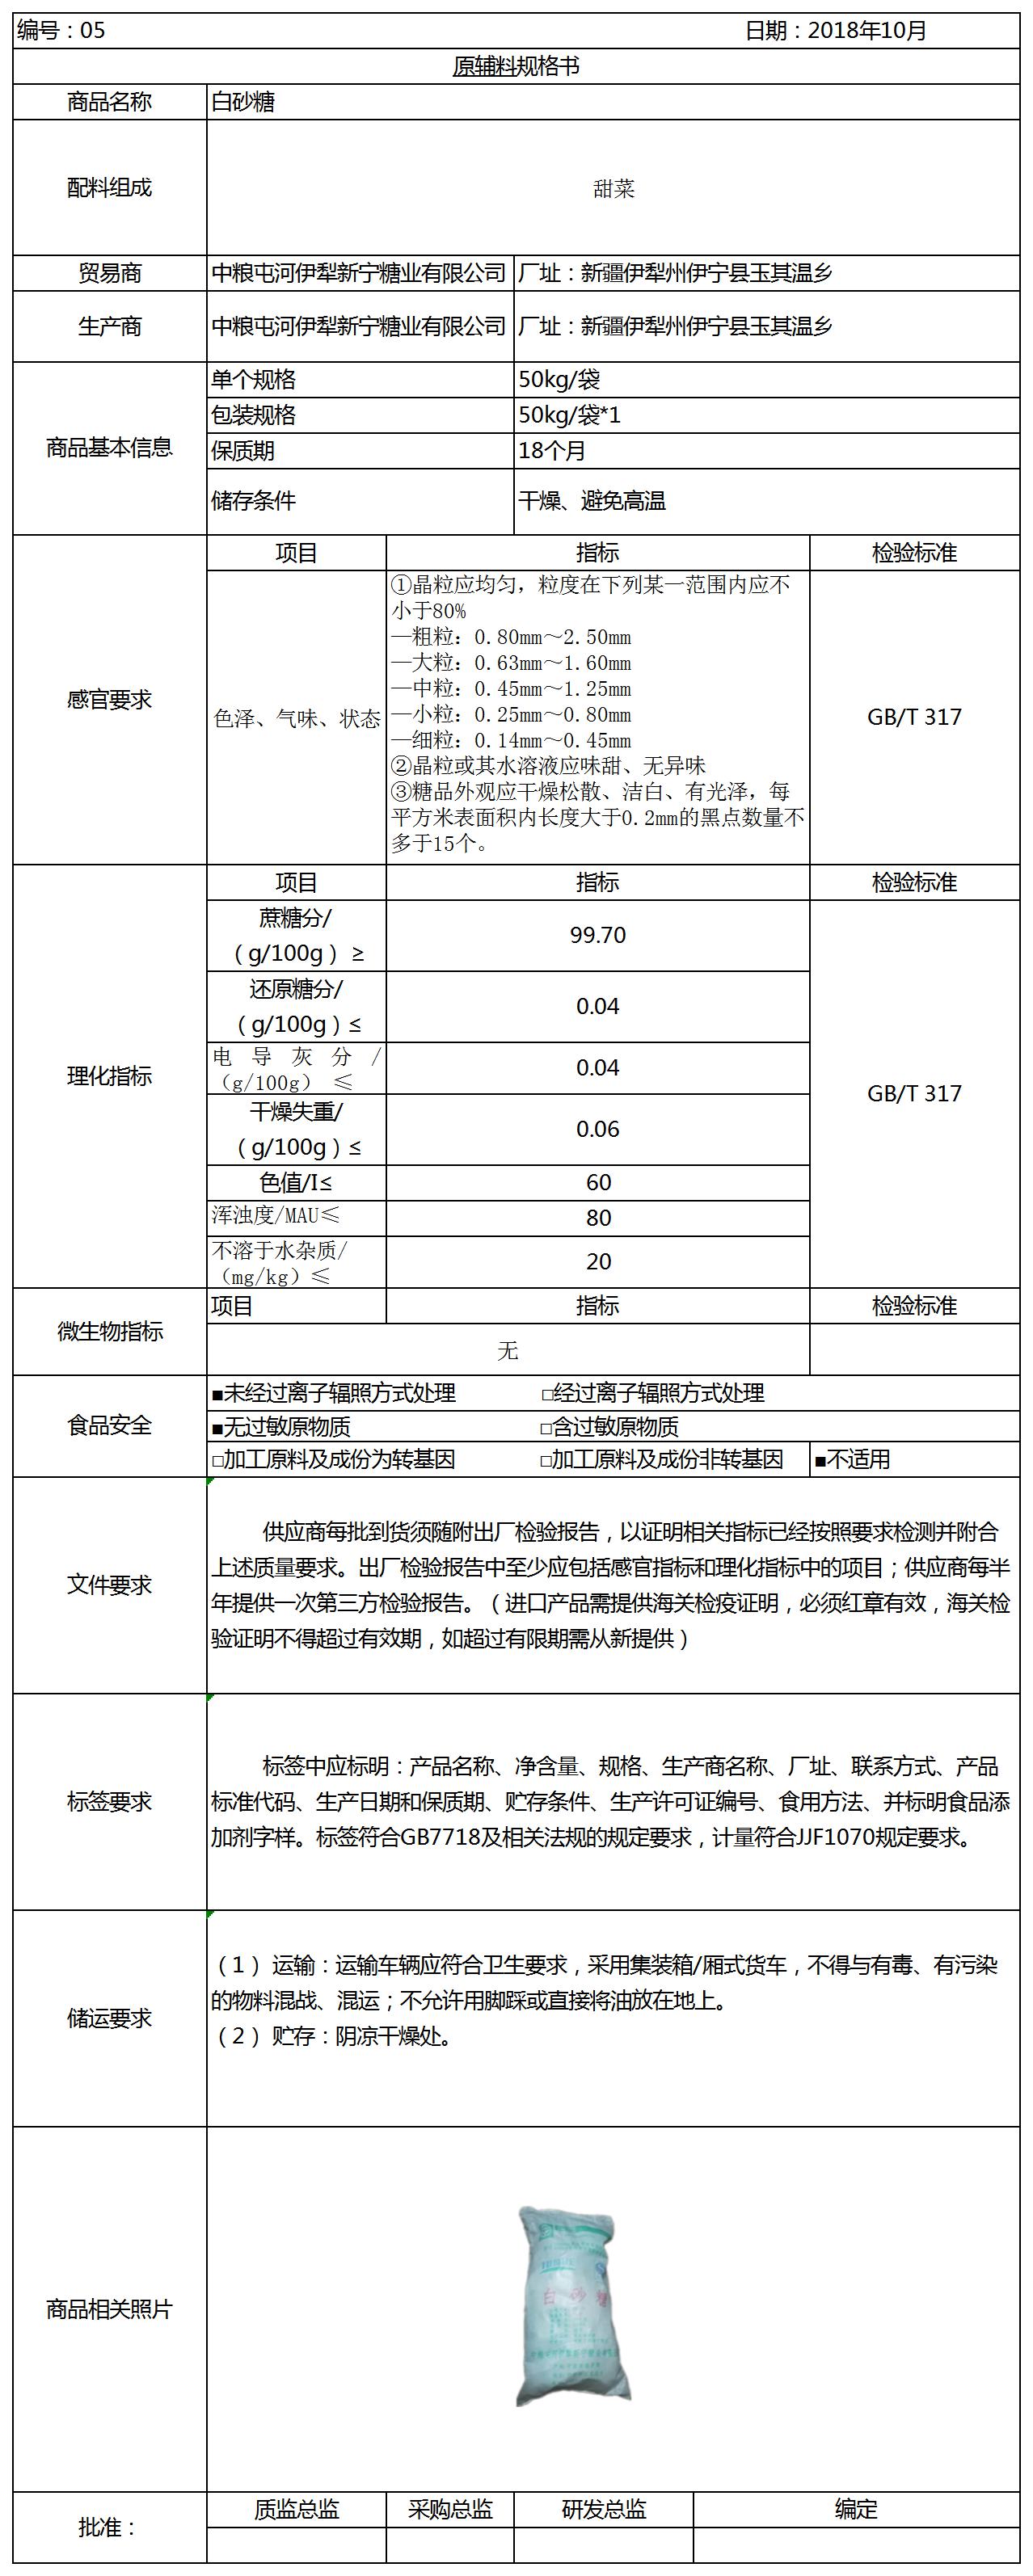 编号：05 日期：2018年10月
原辅料规格书
商品名称 白砂糖
配料组成 甜菜
贸易商 中粮屯河伊犁新宁糖业有限公司 厂址：新疆伊犁州伊宁县玉其温乡
生产商 中粮屯河伊犁新宁糖业有限公司 厂址：新疆伊犁州伊宁县玉其温乡
商品基本信息
单个规格 50kg/袋
包装规格 50kg/袋*1
保质期 18个月
储存条件 干燥、避免高温
感官要求
项目 指标 检验标准
色泽、气味、状态
①晶粒应均匀，粒度在下列某一范围内应不
小于80%
—粗粒：0.80mm～2.50mm
—大粒：0.63mm～1.60mm
—中粒：0.45mm～1.25mm
—小粒：0.25mm～0.80mm
—细粒：0.14mm～0.45mm
②晶粒或其水溶液应味甜、无异味
③糖品外观应干燥松散、洁白、有光泽，每
平方米表面积内长度大于0.2mm的黑点数量不
多于15个。
GB/T 317
理化指标
项目 指标 检验标准
蔗糖分/
（g/100g）≥
99.70
还原糖分/
（g/100g）≤
0.04
电导灰分/
（g/100g）≤
0.04
干燥失重/
（g/100g）≤
0.06
色值/I≤ 60
浑浊度/MAU≤ 80
不溶于水杂质/
（mg/kg）≤
20
GB/T 317
微生物指标
项目 指标 检验标准
无
食品安全
■未经过离子辐照方式处理 □经过离子辐照方式处理
■无过敏原物质 □含过敏原物质
□加工原料及成份为转基因 □加工原料及成份非转基因 ■不适用
文件要求
供应商每批到货须随附出厂检验报告，以证明相关指标已经按照要求检测并附合
上述质量要求。出厂检验报告中至少应包括感官指标和理化指标中的项目；供应商每半
年提供一次第三方检验报告。（进口产品需提供海关检疫证明，必须红章有效，海关检
验证明不得超过有效期，如超过有限期需从新提供）
标签要求
标签中应标明：产品名称、净含量、规格、生产商名称、厂址、联系方式、产品
标准代码、生产日期和保质期、贮存条件、生产许可证编号、食用方法、并标明食品添
加剂字样。标签符合GB7718及相关法规的规定要求，计量符合JJF1070规定要求。
储运要求
（1） 运输：运输车辆应符合卫生要求，采用集装箱/厢式货车，不得与有毒、有污染
的物料混战、混运；不允许用脚踩或直接将油放在地上。
（2） 贮存：阴凉干燥处。
商品相关照片
白砂糖
批准：
质监总监 采购总监 研发总监 编定